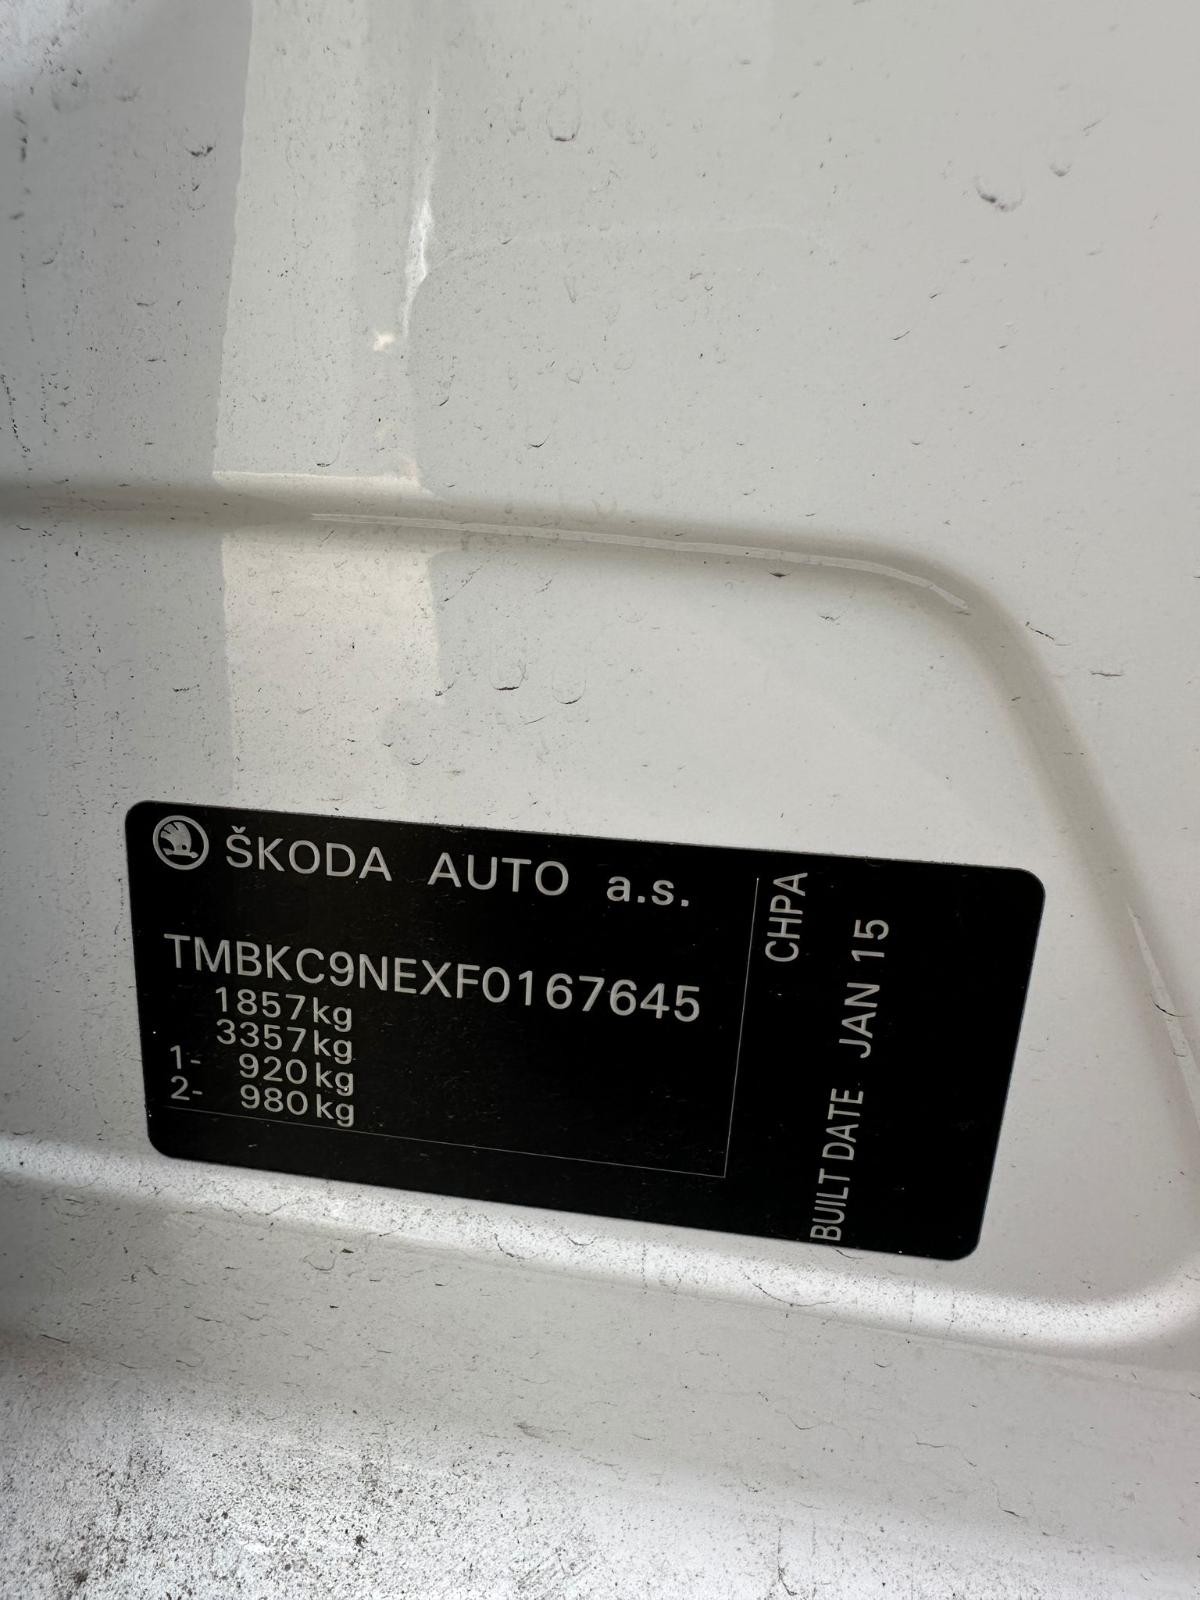 ŠKODA AUTO a.s.
TMBKC9NEXF0167645
1857kg
3357kg
1- 920kg
2- 980kg
CHPA
BUILT DATE JAN 15